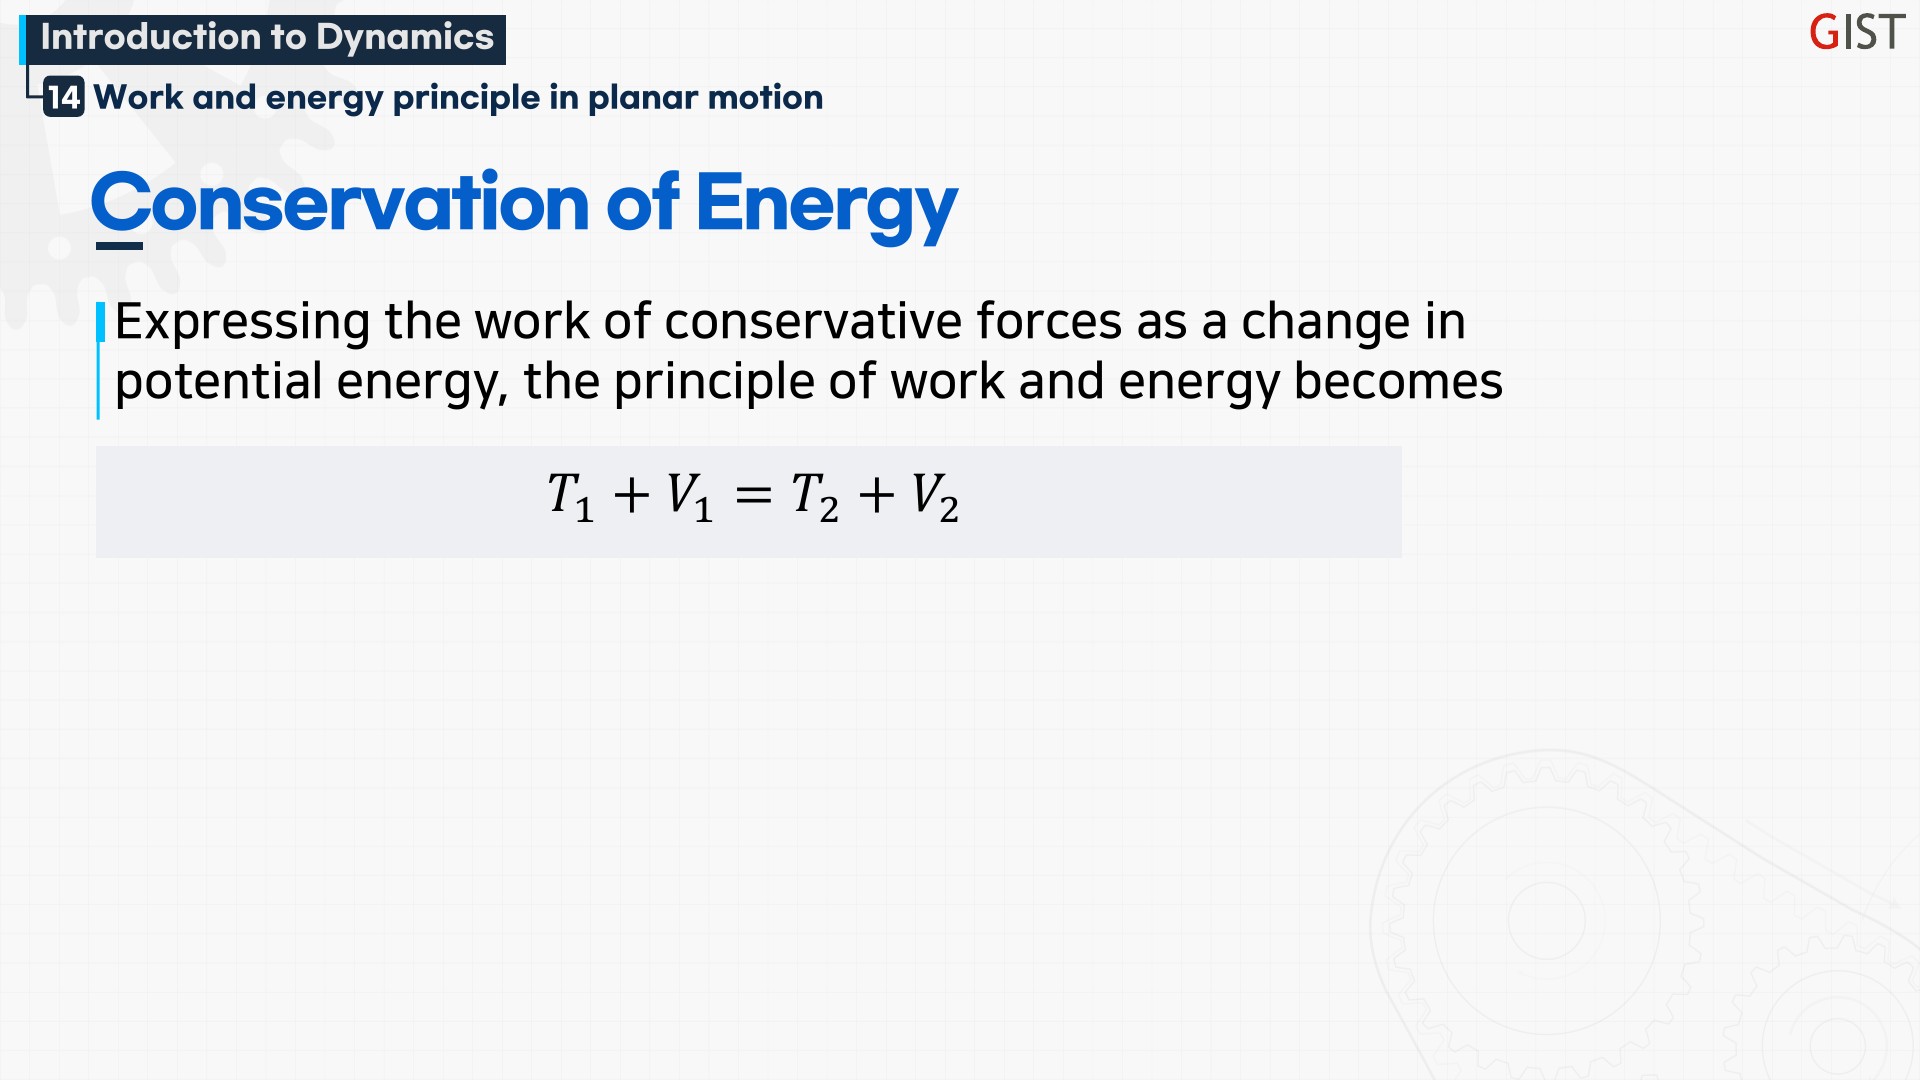 Introduction to Dynamics
GIST
14 Work and energy principle in planar motion
Conservation of Energy
Expressing the work of conservative forces as a change in
potential energy, the principle of work and energy becomes
T₁ + V₁ = T₂ + V₂